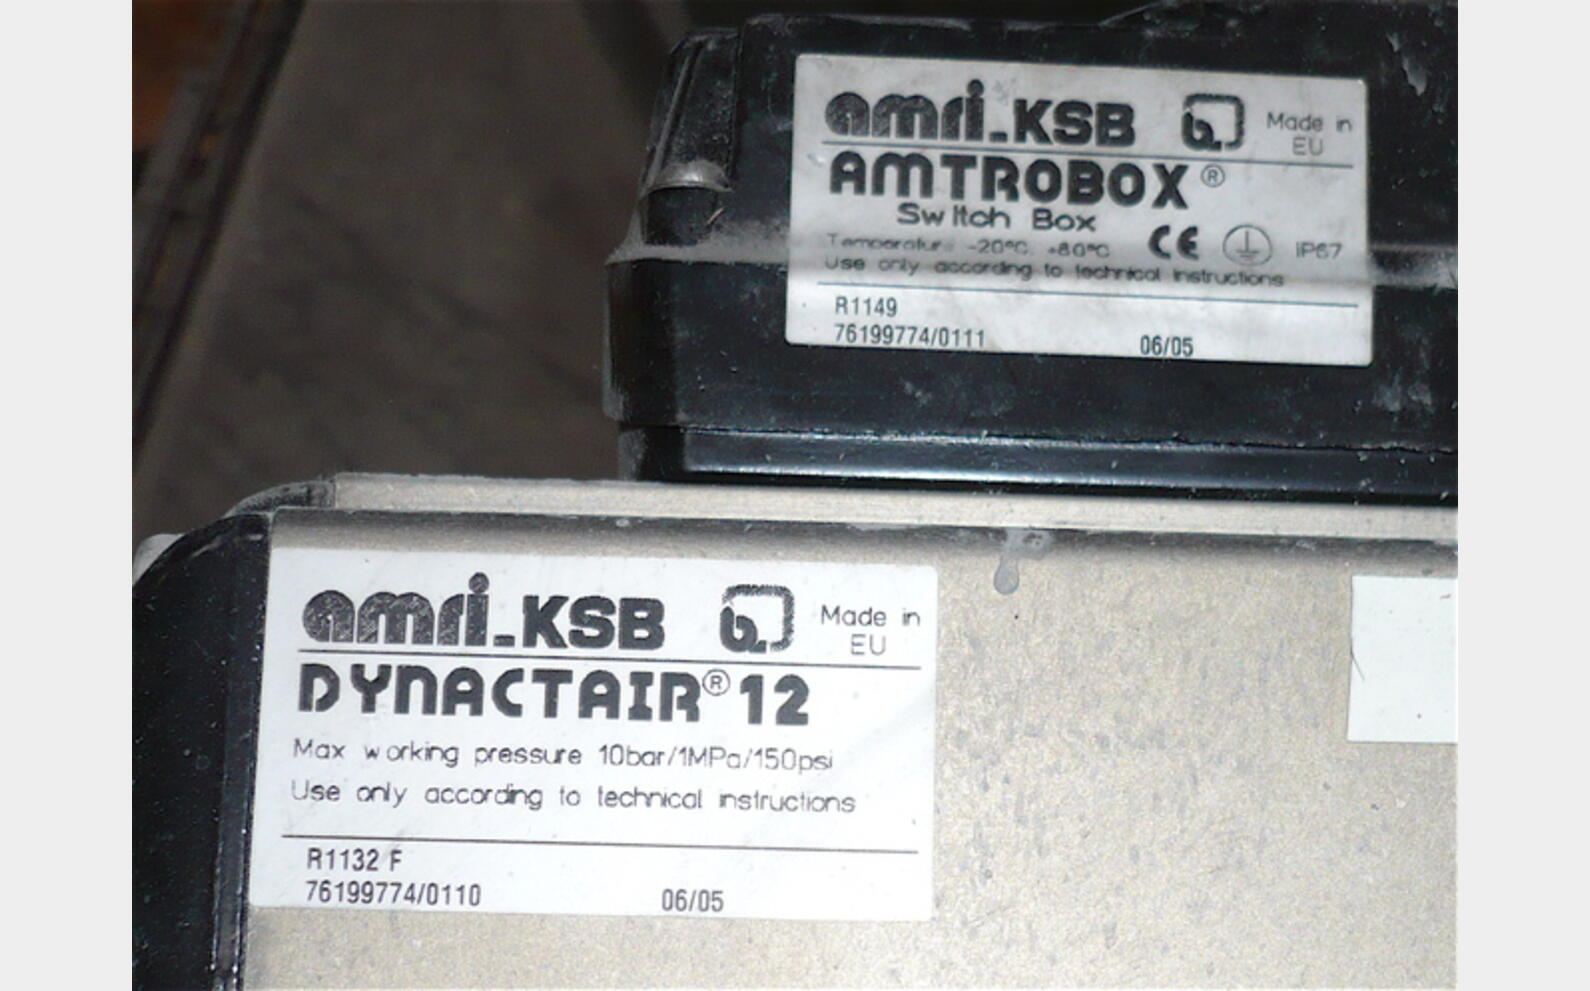 amri_KSB Made in
EU
AMTROBOX®
Switch Box
Temperature -20°C +80°C CE IP67
Use only according to technical instructions
R1149
76199774/0111 06/05
amri_KSB Made in
EU
DYNACTAIR® 12
Max working pressure 10bar/1MPa/150psi
Use only according to technical instructions
R1132 F
76199774/0110 06/05